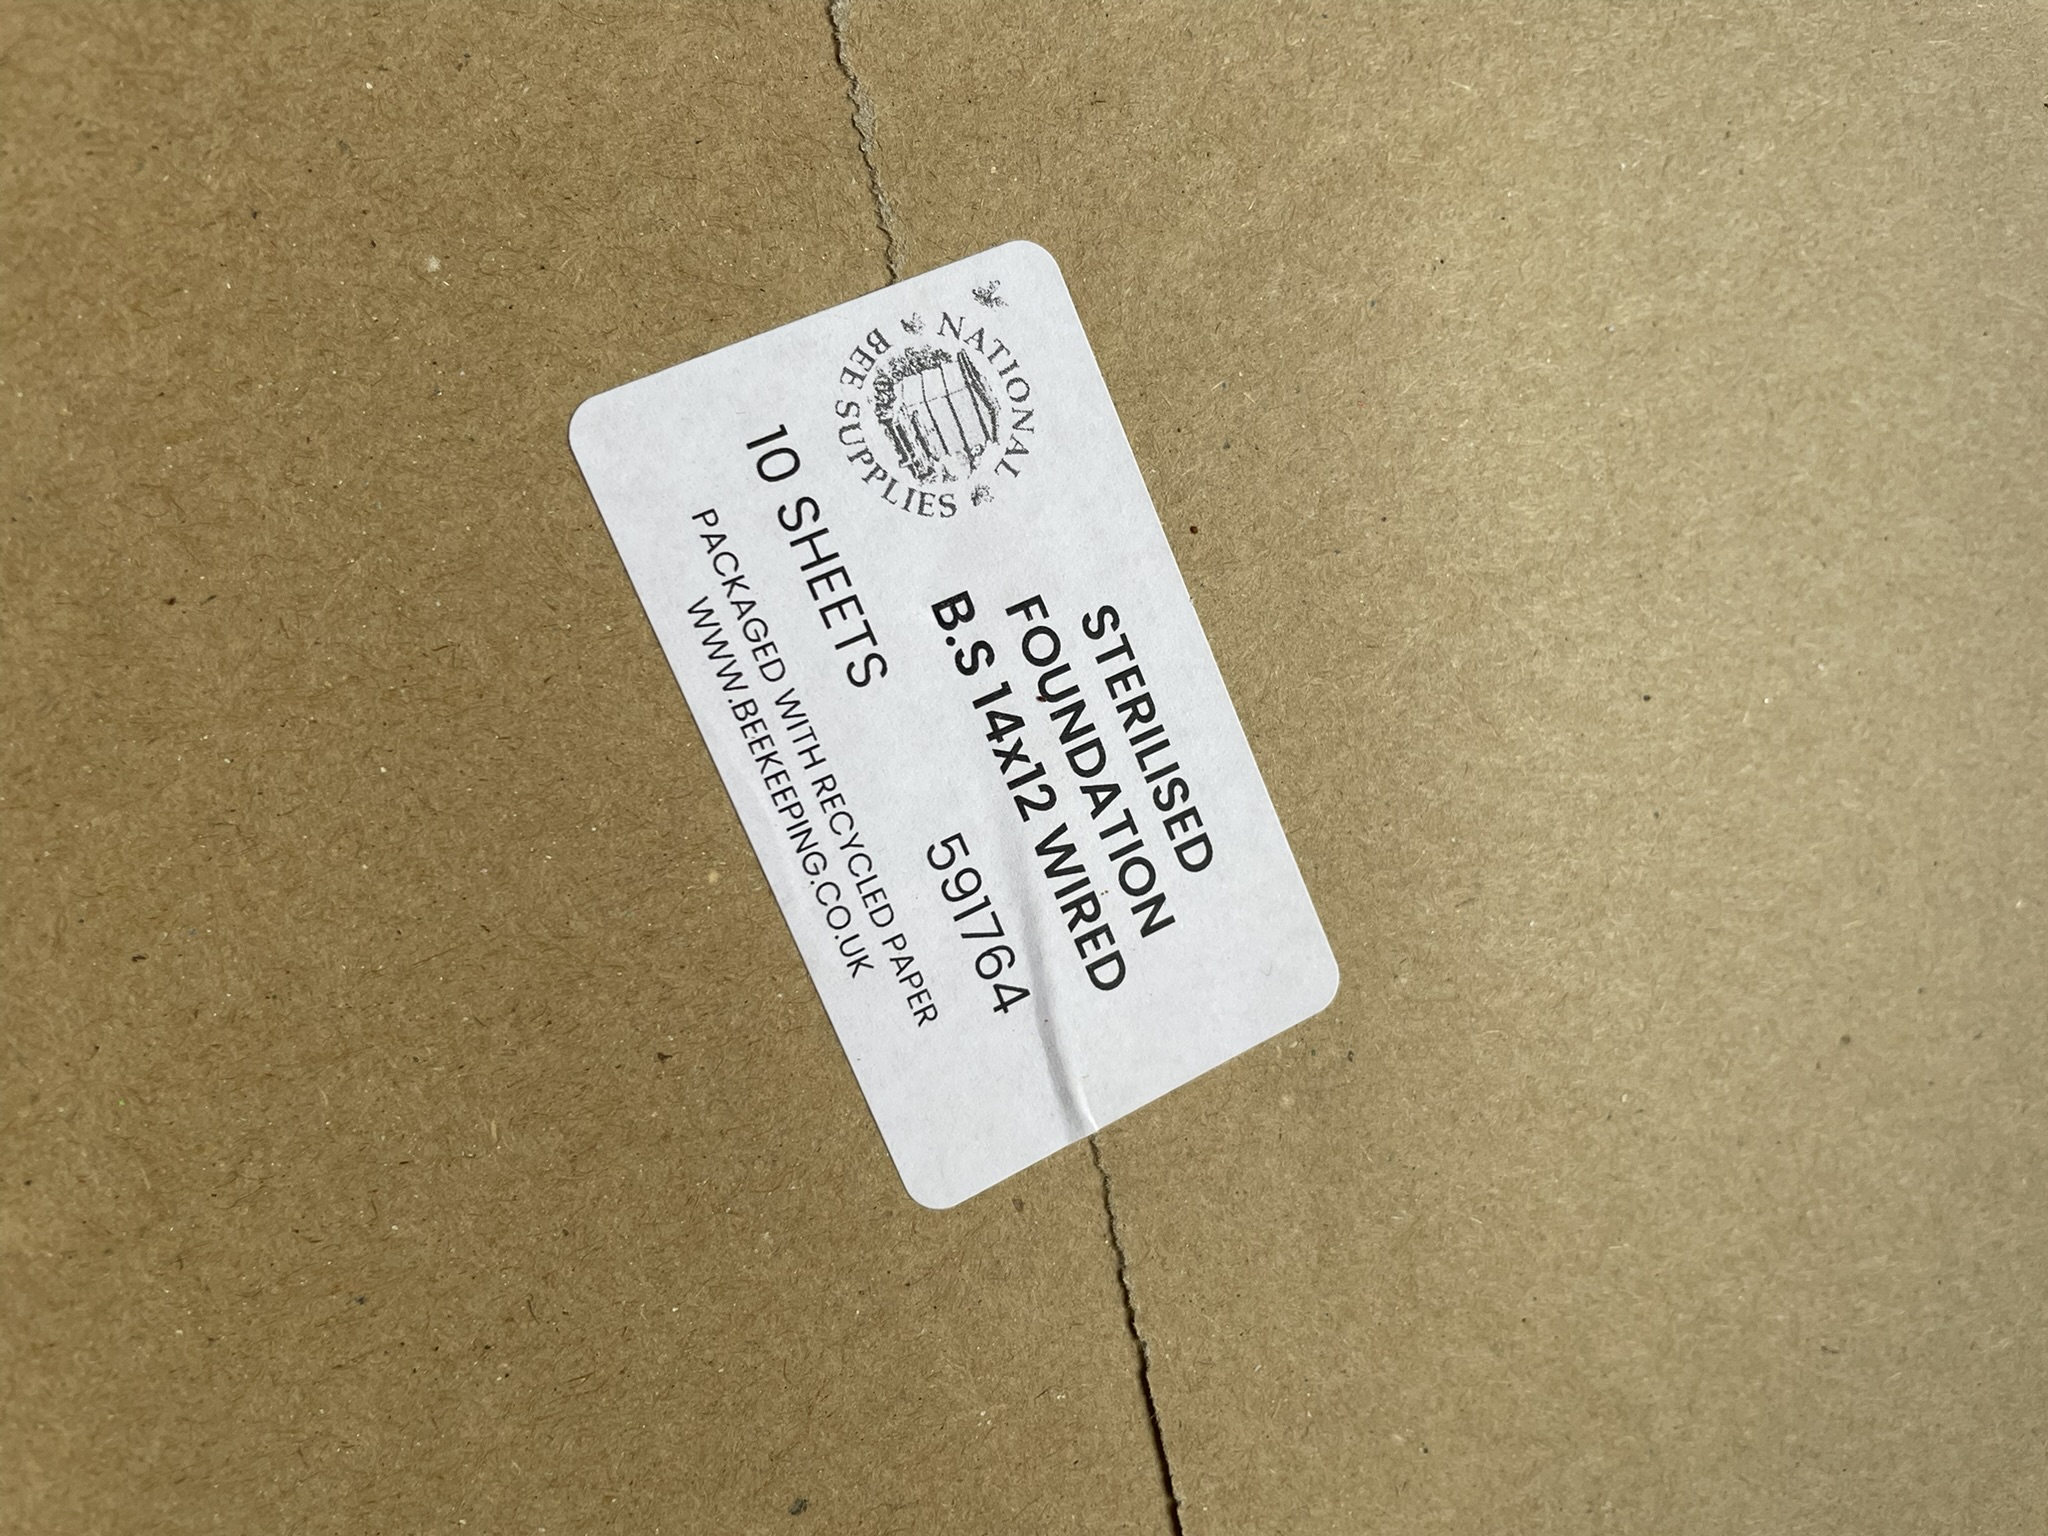 NATIONAL
BEE SUPPLIES
STERILISED
FOUNDATION
B.S 14x12 WIRED
10 SHEETS
591764
PACKAGED WITH RECYCLED PAPER
WWW.BEEKEEPING.CO.UK